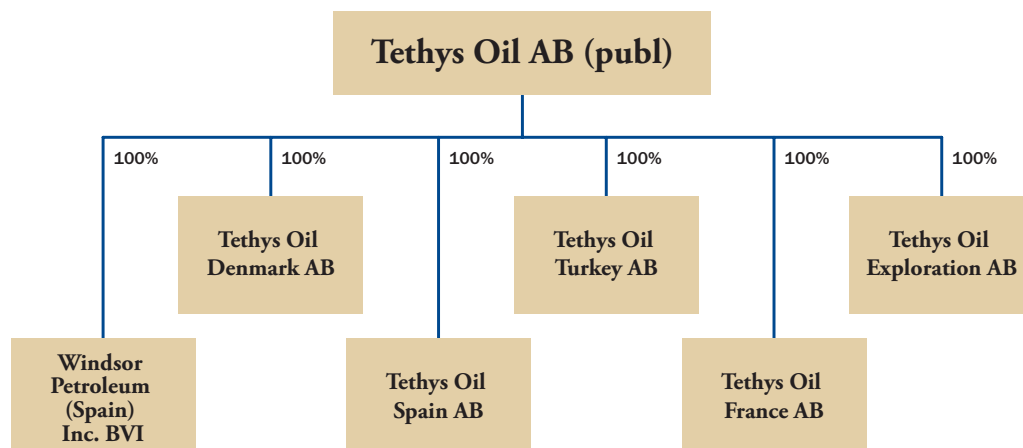 Tethys Oil AB (publ)
100%
100%
100%
100%
100%
100%
Tethys Oil
Denmark AB
Tethys Oil
Turkey AB
Tethys Oil
Exploration AB
Windsor
Petroleum
(Spain)
Inc. BVI
Tethys Oil
Spain AB
Tethys Oil
France AB